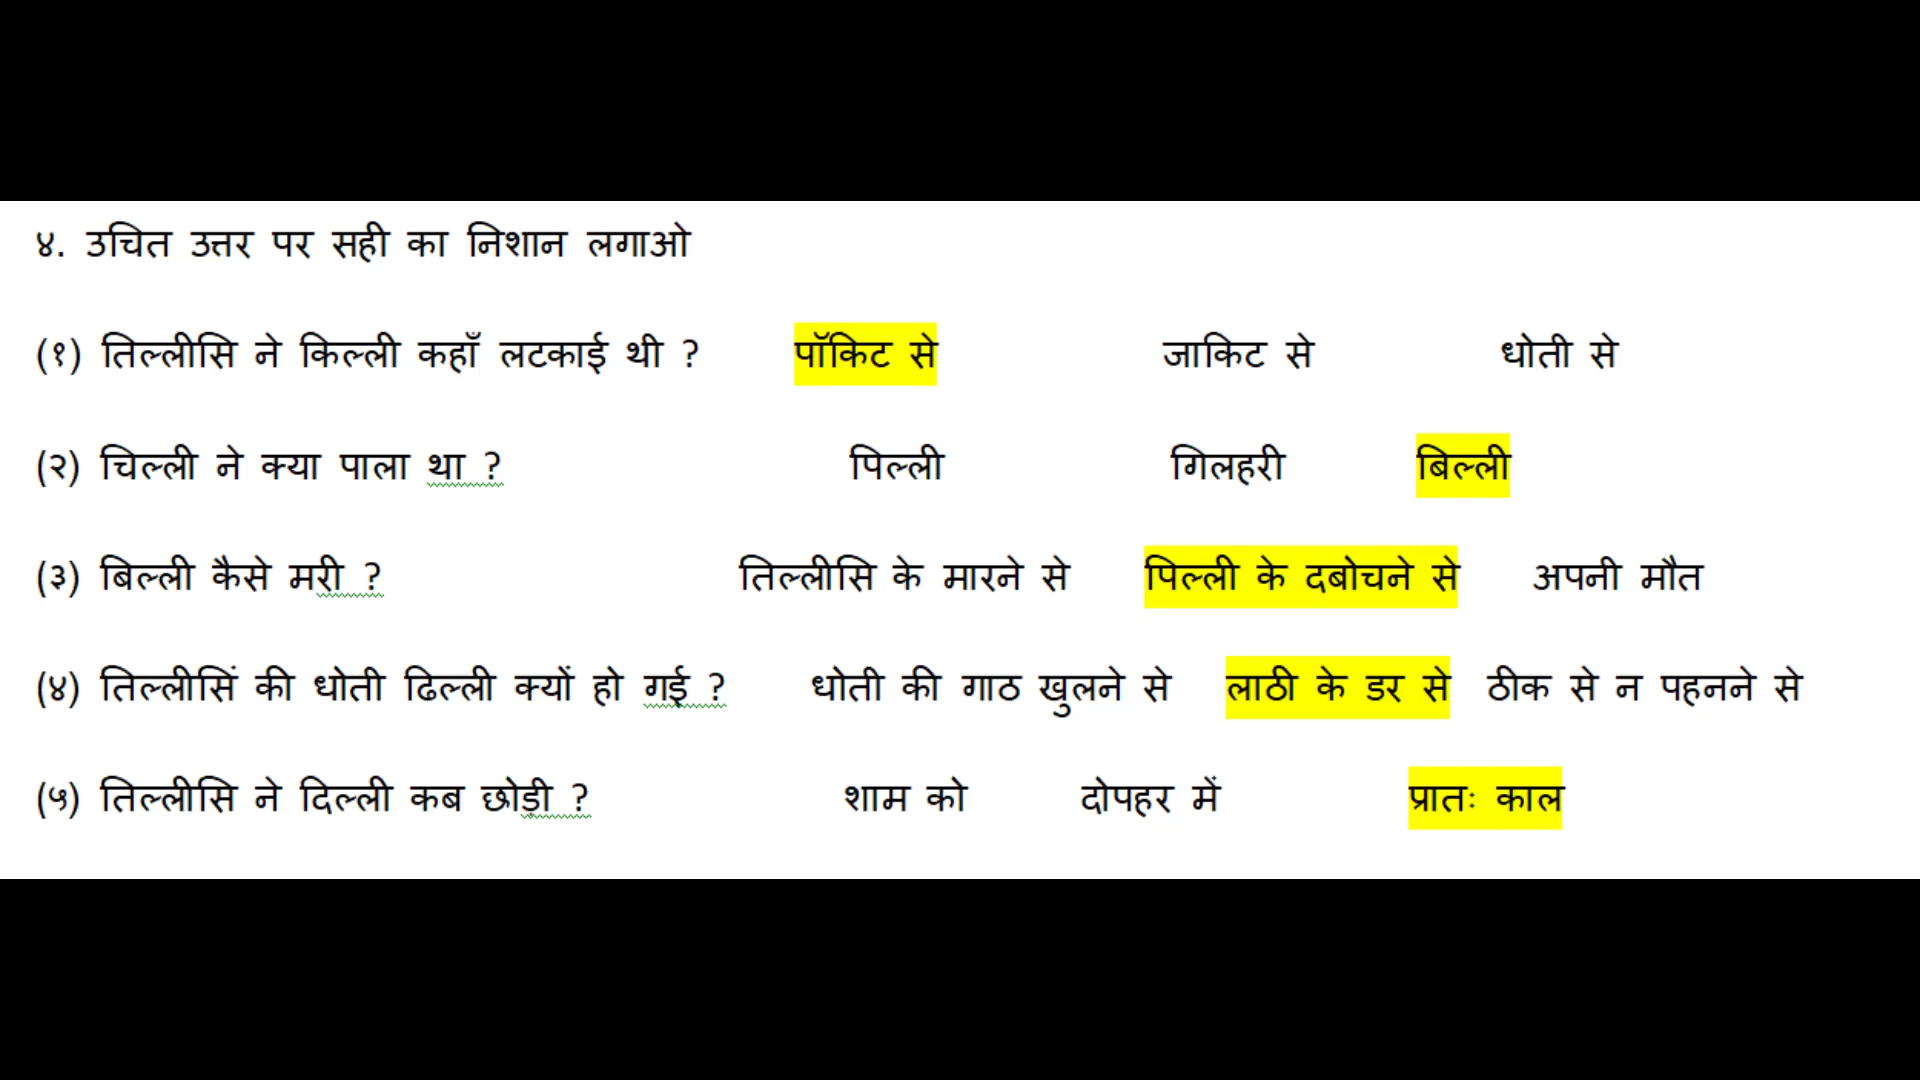 ४. उचित उत्तर पर सही का निशान लगाओ
(१) तिल्लीसि ने किल्ली कहाँ लटकाई थी ? पॉकिट से जाकिट से धोती से
(२) चिल्ली ने क्या पाला था ? पिल्ली गिलहरी बिल्ली
(३) बिल्ली कैसे मरी ? तिल्लीसि के मारने से पिल्ली के दबोचने से अपनी मौत
(४) तिल्लीसिं की धोती ढिल्ली क्यों हो गई ? धोती की गाठ खुलने से लाठी के डर से ठीक से न पहनने से
(५) तिल्लीसि ने दिल्ली कब छोड़ी ? शाम को दोपहर में प्रातः काल